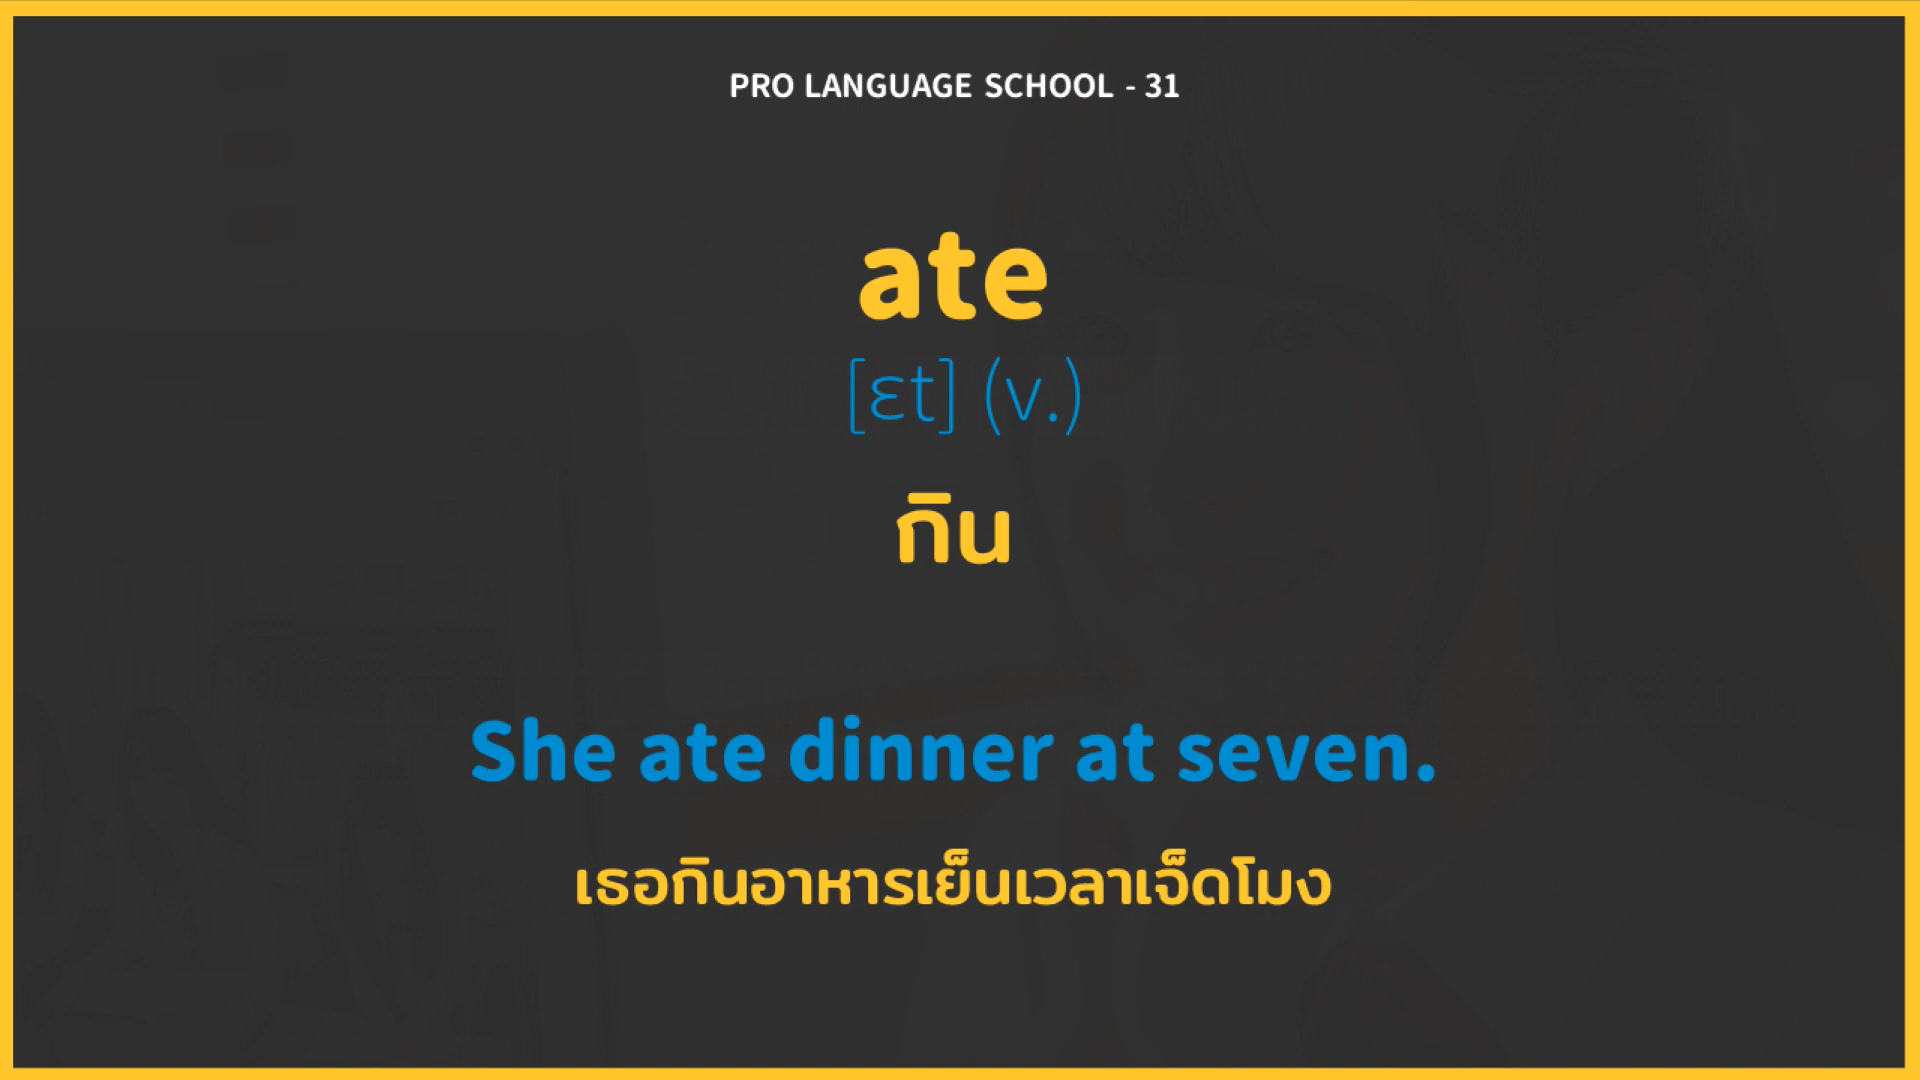 PRO LANGUAGE SCHOOL - 31
ate
[ɛt] (v.)
กิน
She ate dinner at seven.
เธอกินอาหารเย็นเวลาเจ็ดโมง